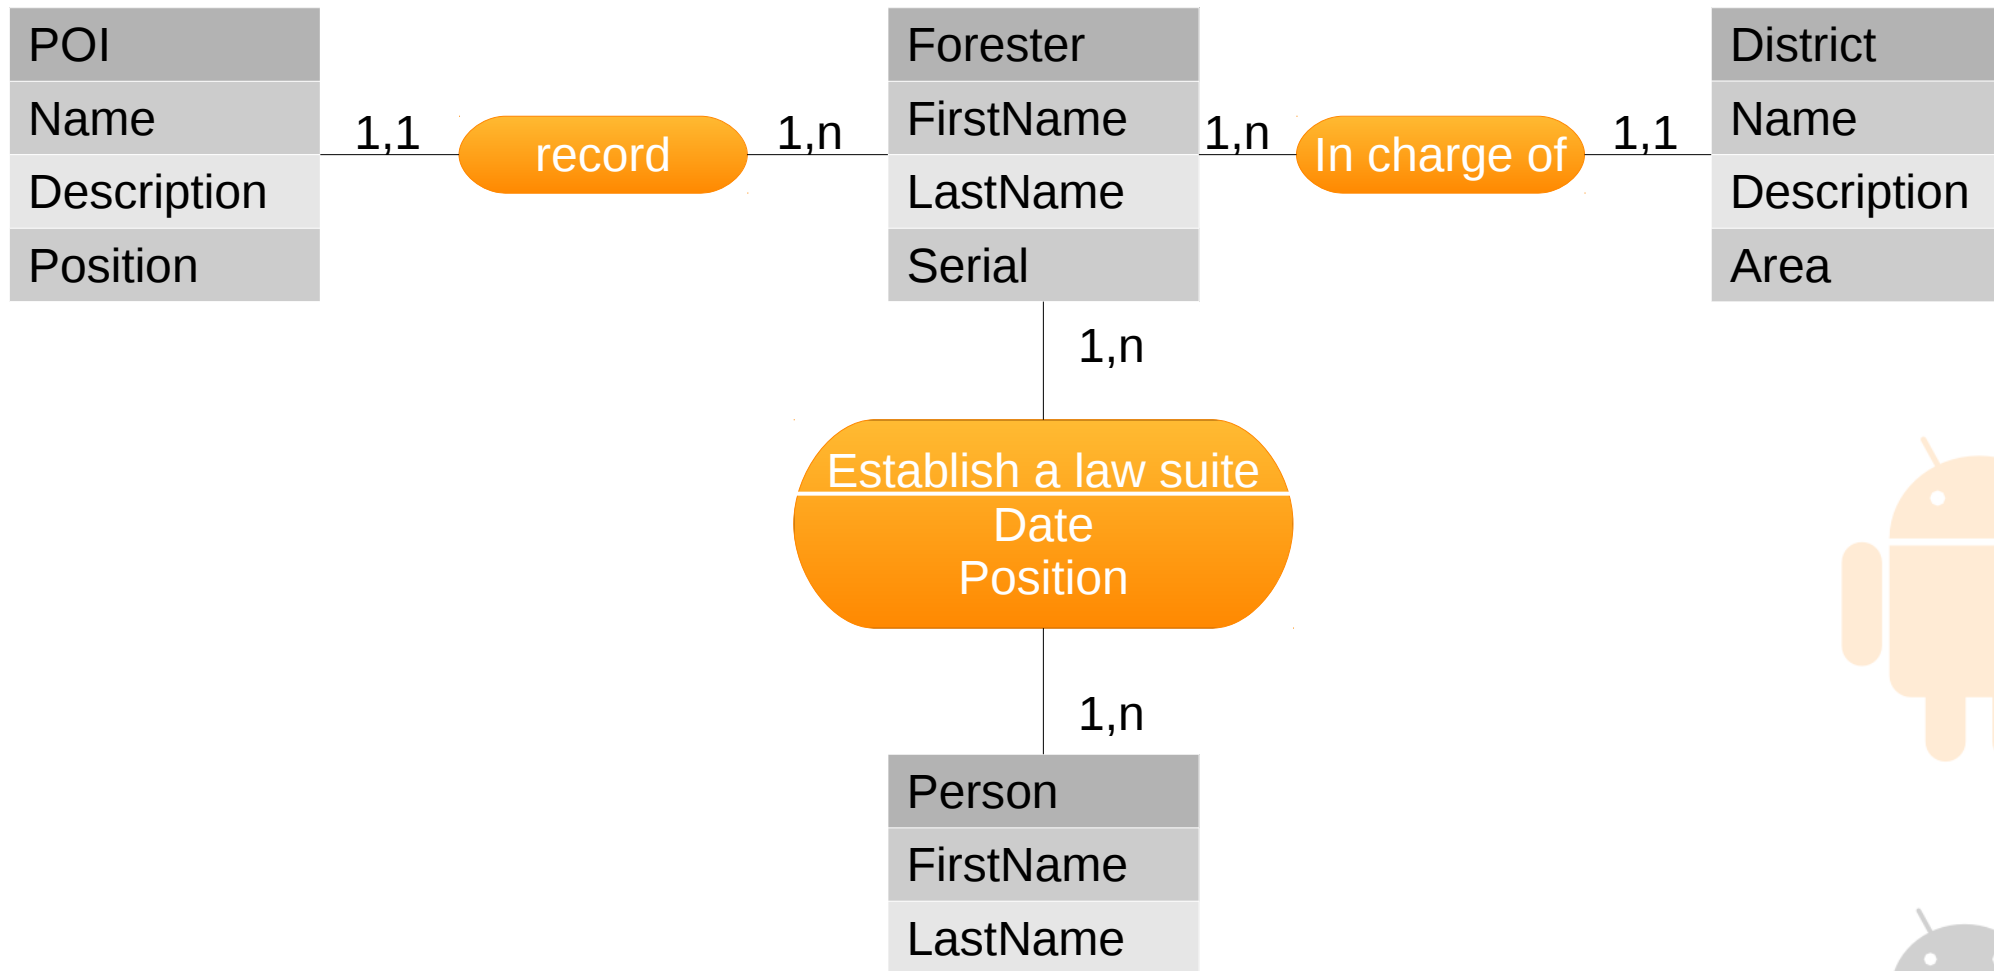 POI
Name
Description
Position
1,1
record
1,n
Forester
FirstName
LastName
Serial
1,n
In charge of
1,1
District
Name
Description
Area
1,n
Establish a law suite
Date
Position
1,n
Person
FirstName
LastName